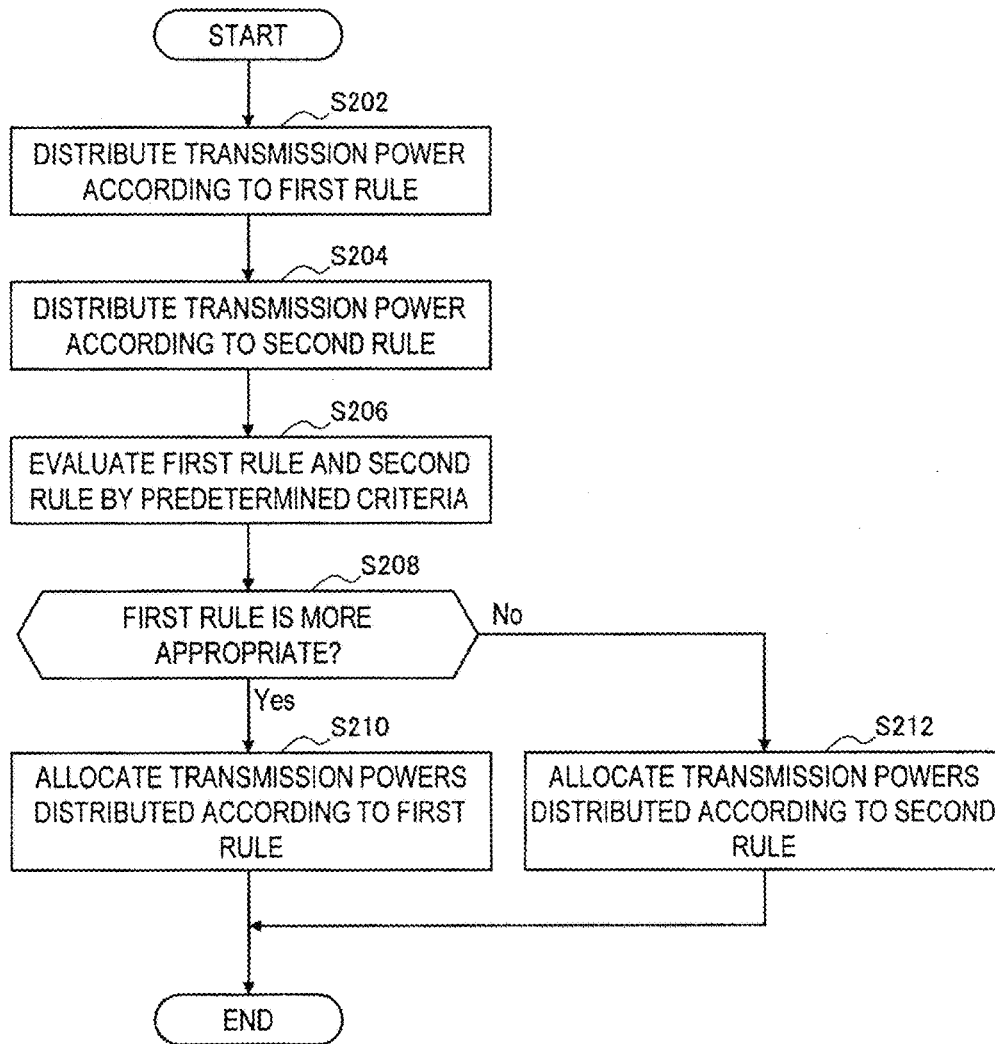 START
S202
DISTRIBUTE TRANSMISSION POWER
ACCORDING TO FIRST RULE
S204
DISTRIBUTE TRANSMISSION POWER
ACCORDING TO SECOND RULE
S206
EVALUATE FIRST RULE AND SECOND
RULE BY PREDETERMINED CRITERIA
S208
FIRST RULE IS MORE
APPROPRIATE?
No
Yes
S210
ALLOCATE TRANSMISSION POWERS
DISTRIBUTED ACCORDING TO FIRST
RULE
S212
ALLOCATE TRANSMISSION POWERS
DISTRIBUTED ACCORDING TO SECOND
RULE
END